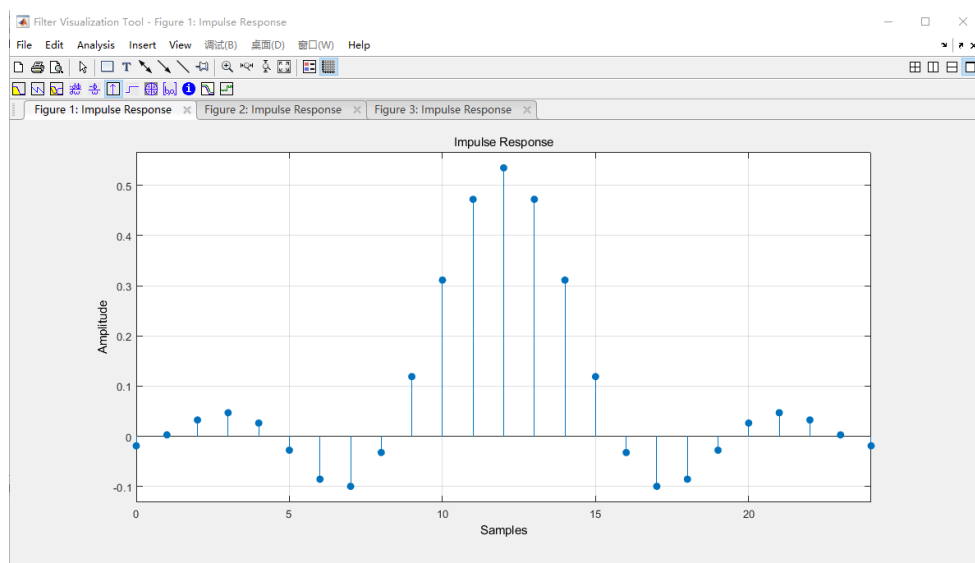 Filter Visualization Tool - Figure 1: Impulse Response
File Edit Analysis Insert View 调试(B) 桌面(D) 窗口(W) Help
Figure 1: Impulse Response Figure 2: Impulse Response Figure 3: Impulse Response
Impulse Response
0.5
0.4
0.3
0.2
0.1
0
-0.1
Amplitude
0 5 10 15 20
Samples